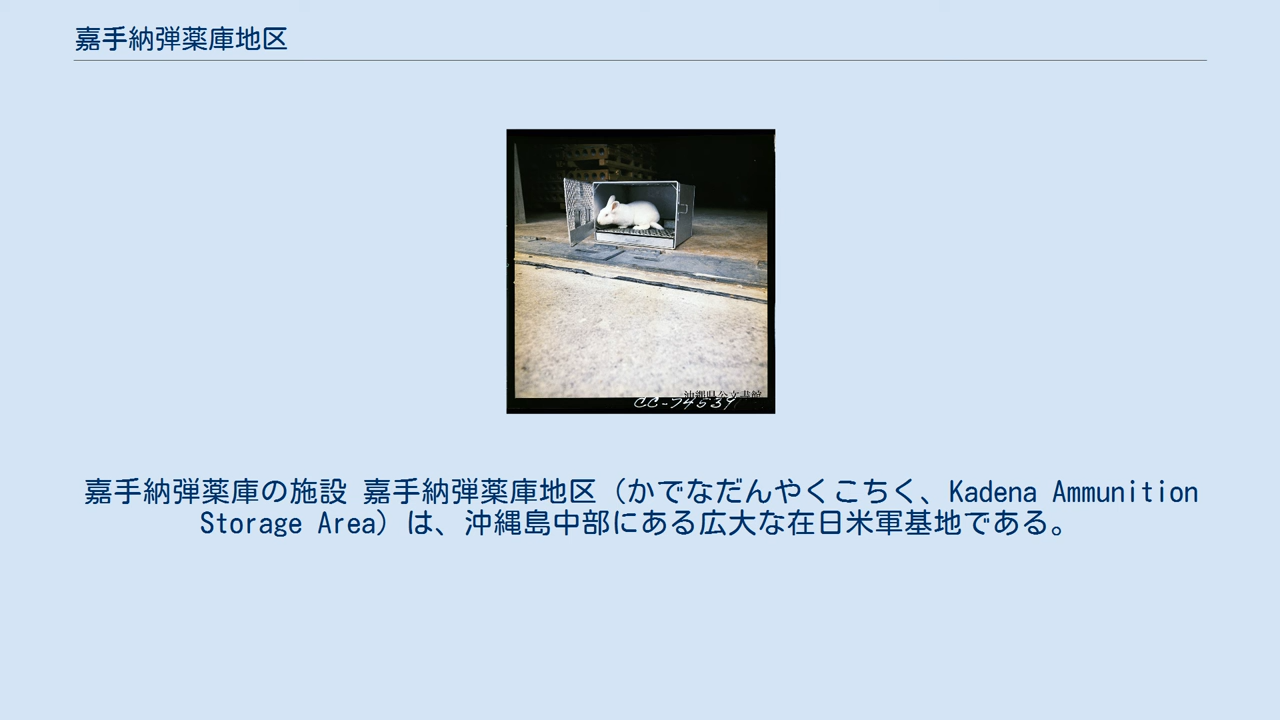 嘉手納弾薬庫地区
沖縄県公文書館
CC-74539
嘉手納弾薬庫の施設 嘉手納弾薬庫地区（かでなだんやくこちく、Kadena Ammunition
Storage Area）は、沖縄島中部にある広大な在日米軍基地である。